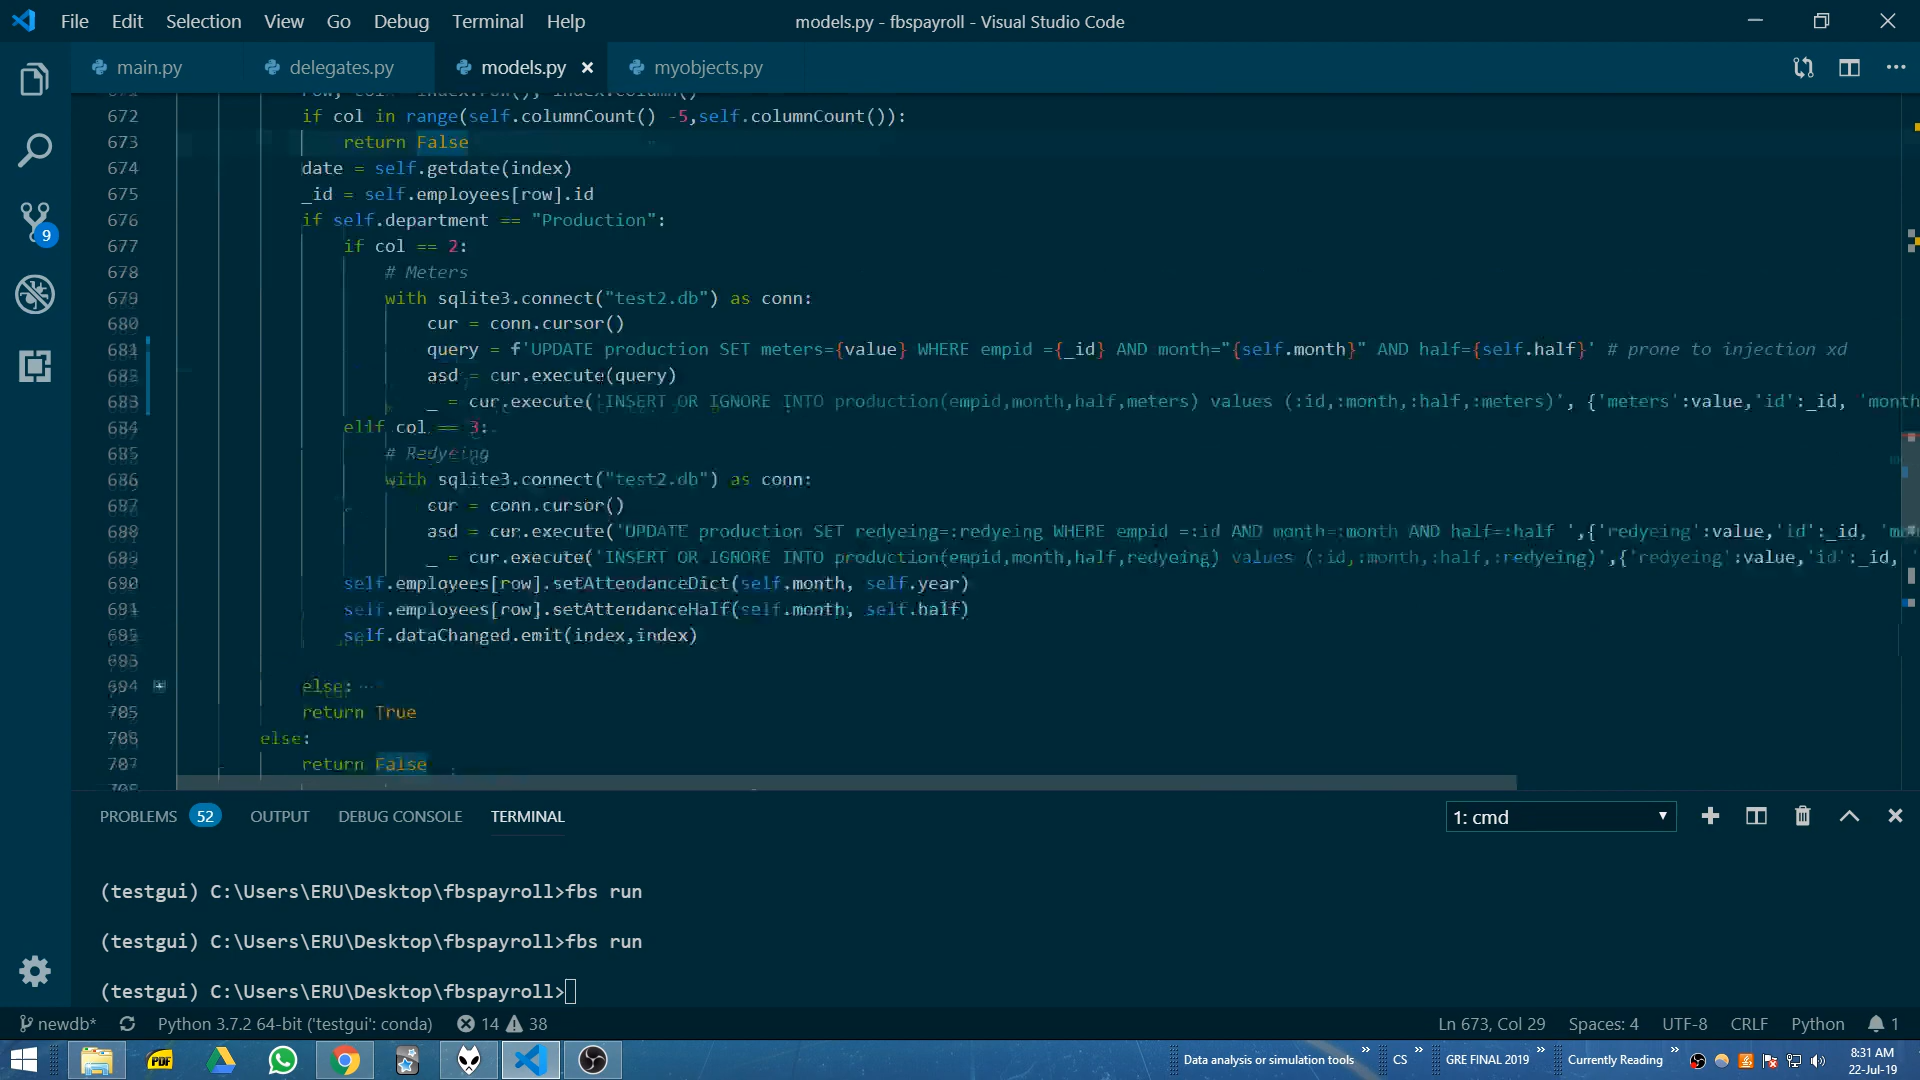 File Edit Selection View Go Debug Terminal Help
models.py - fbspayroll - Visual Studio Code
main.py delegates.py models.py myobjects.py
672 if col in range(self.columnCount() -5,self.columnCount()):
673 return False
674 date = self.getdate(index)
675 _id = self.employees[row].id
676 if self.department == "Production":
677 if col == 2:
678 # Meters
679 with sqlite3.connect("test2.db") as conn:
680 cur = conn.cursor()
681 query = f'UPDATE production SET meters={value} WHERE empid ={_id} AND month="{self.month}" AND half={self.half}' # prone to injection xd
682 asd = cur.execute(query)
683 _ = cur.execute('INSERT OR IGNORE INTO production(empid,month,half,meters) values (:id,:month,:half,:meters)', {'meters':value,'id':_id, 'month
684 elif col == 3:
685 # Redyeing
686 with sqlite3.connect("test2.db") as conn:
687 cur = conn.cursor()
688 asd = cur.execute('UPDATE production SET redyeing=:redyeing WHERE empid =:id AND month=:month AND half=:half ',{'redyeing':value,'id':_id,
689 _ = cur.execute('INSERT OR IGNORE INTO production(empid,month,half,redyeing) values (:id,:month,:half,:redyeing)',{'redyeing':value,'id':_id,
690 self.employees[row].setAttendanceDict(self.month, self.year)
691 self.employees[row].setAttendanceHalf(self.month, self.half)
692 self.dataChanged.emit(index,index)
693
694 else: ...
705 return True
706 else:
707 return False
9
PROBLEMS 52 OUTPUT DEBUG CONSOLE TERMINAL
1: cmd
(testgui) C:\Users\ERU\Desktop\fbspayroll>fbs run
(testgui) C:\Users\ERU\Desktop\fbspayroll>fbs run
(testgui) C:\Users\ERU\Desktop\fbspayroll>
newdb* Python 3.7.2 64-bit ('testgui': conda) 14 38
Ln 673, Col 29 Spaces: 4 UTF-8 CRLF Python 1
PDF
Data analysis or simulation tools » CS » GRE FINAL 2019 » Currently Reading »
8:31 AM
22-Jul-19